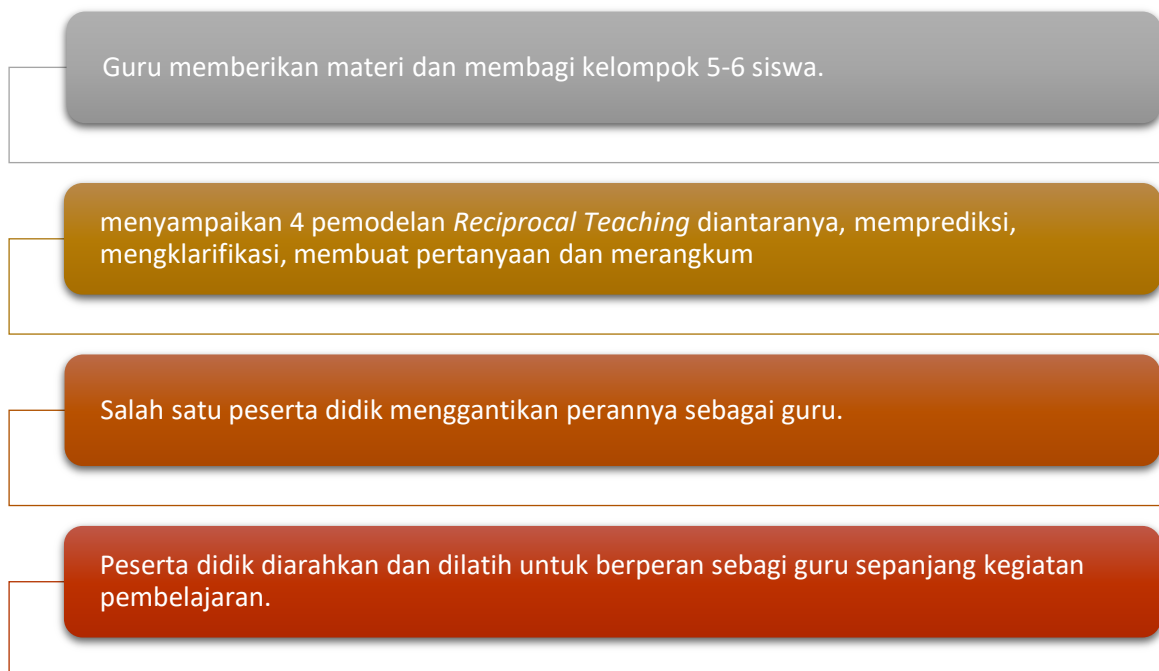 Guru memberikan materi dan membagi kelompok 5-6 siswa.
menyampaikan 4 pemodelan Reciprocal Teaching diantaranya, memprediksi,
mengklarifikasi, membuat pertanyaan dan merangkum
Salah satu peserta didik menggantikan perannya sebagai guru.
Peserta didik diarahkan dan dilatih untuk berperan sebagi guru sepanjang kegiatan
pembelajaran.